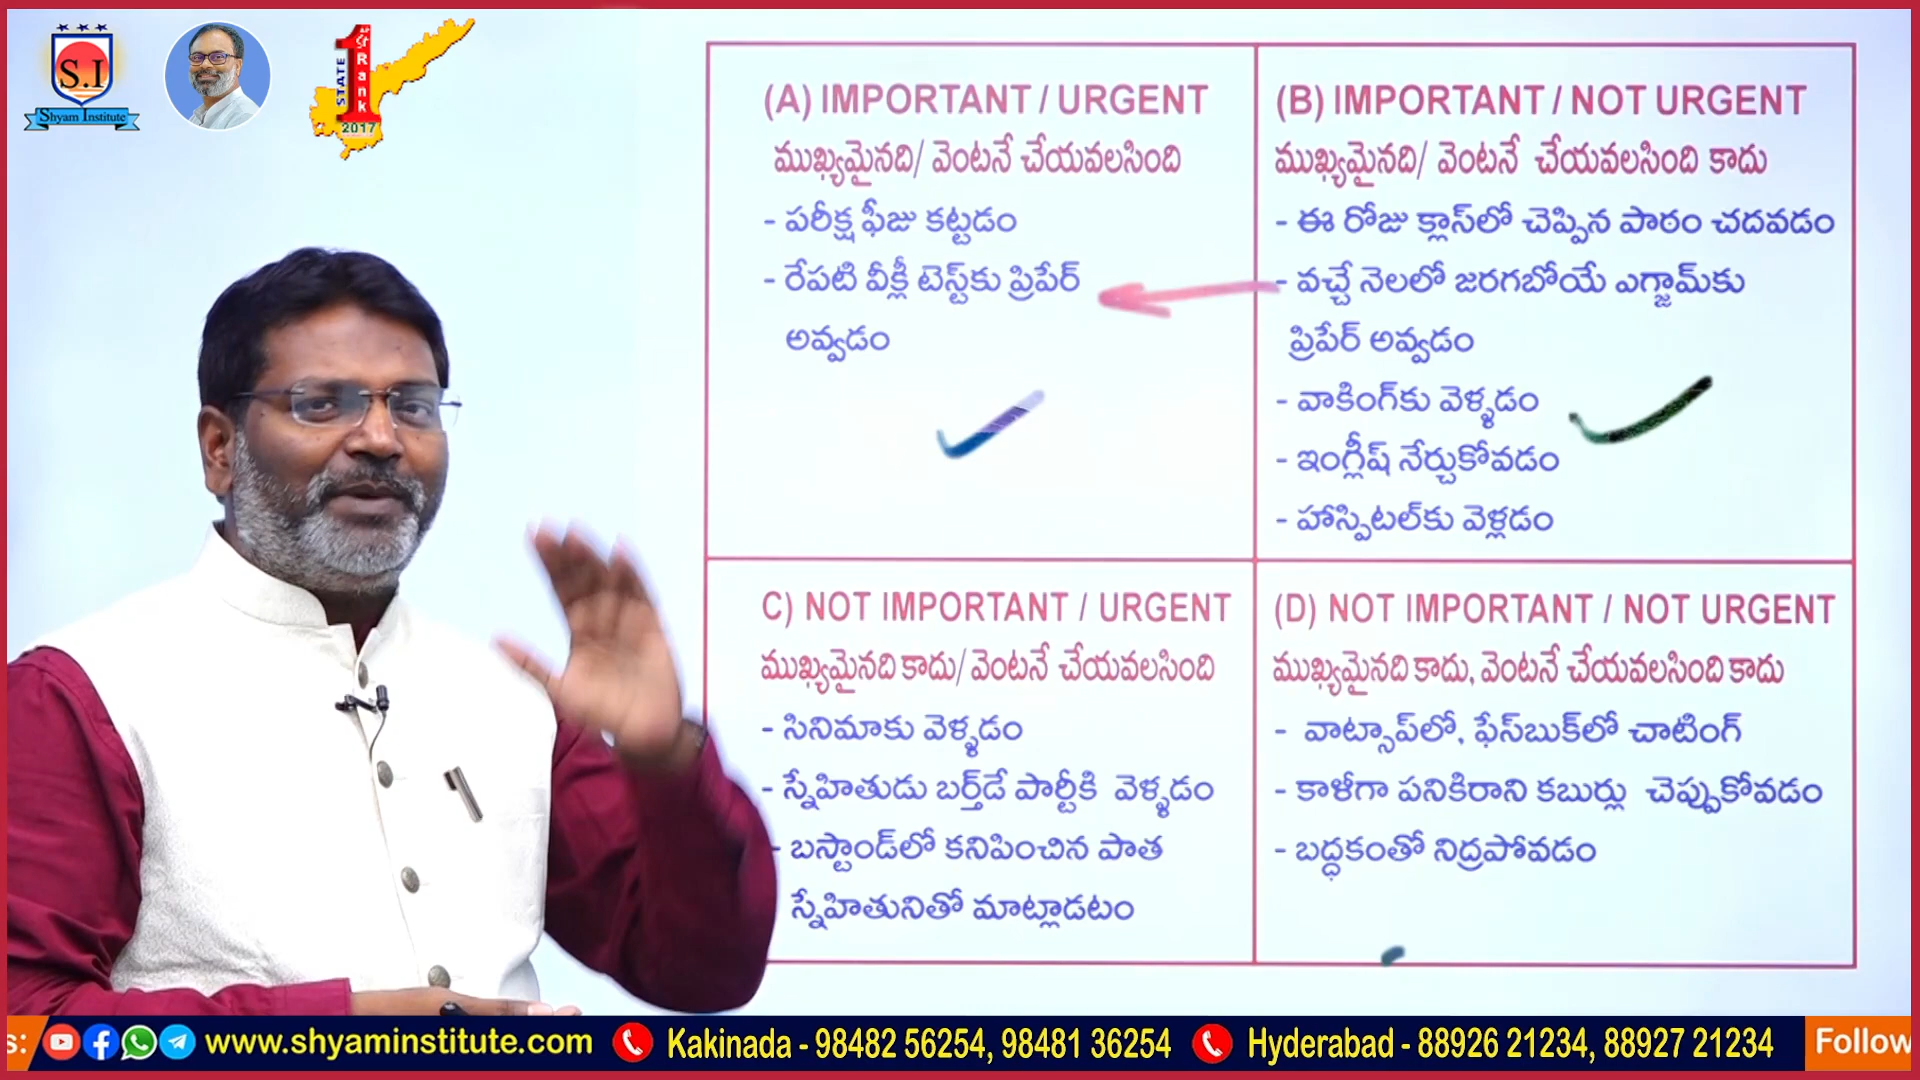 S.I
Shyam Institute
STATE
1st Rank
2017
(A) IMPORTANT / URGENT
ముఖ్యమైనది/ వెంటనే చేయవలసింది
- పరీక్ష ఫీజు కట్టడం
- రేపటి వీక్లీ టెస్ట్‌కు ప్రిపేర్
అవ్వడం
(B) IMPORTANT / NOT URGENT
ముఖ్యమైనది/ వెంటనే చేయవలసింది కాదు
- ఈ రోజు క్లాస్‌లో చెప్పిన పాఠం చదవడం
- వచ్చే నెలలో జరగబోయే ఎగ్జామ్‌కు
ప్రిపేర్ అవ్వడం
- వాకింగ్‌కు వెళ్ళడం
- ఇంగ్లీష్ నేర్చుకోవడం
- హాస్పిటల్‌కు వెళ్లడం
C) NOT IMPORTANT / URGENT
ముఖ్యమైనది కాదు/ వెంటనే చేయవలసింది
- సినిమాకు వెళ్ళడం
- స్నేహితుడు బర్త్‌డే పార్టీకి వెళ్ళడం
- బస్టాండ్‌లో కనిపించిన పాత
స్నేహితునితో మాట్లాడటం
(D) NOT IMPORTANT / NOT URGENT
ముఖ్యమైనది కాదు, వెంటనే చేయవలసింది కాదు
- వాట్సాప్‌లో, ఫేస్‌బుక్‌లో చాటింగ్
- కాళీగా పనికిరాని కబుర్లు చెప్పుకోవడం
- బద్ధకంతో నిద్రపోవడం
s: www.shyaminstitute.com Kakinada - 98482 56254, 98481 36254 Hyderabad - 88926 21234, 88927 21234 Follow